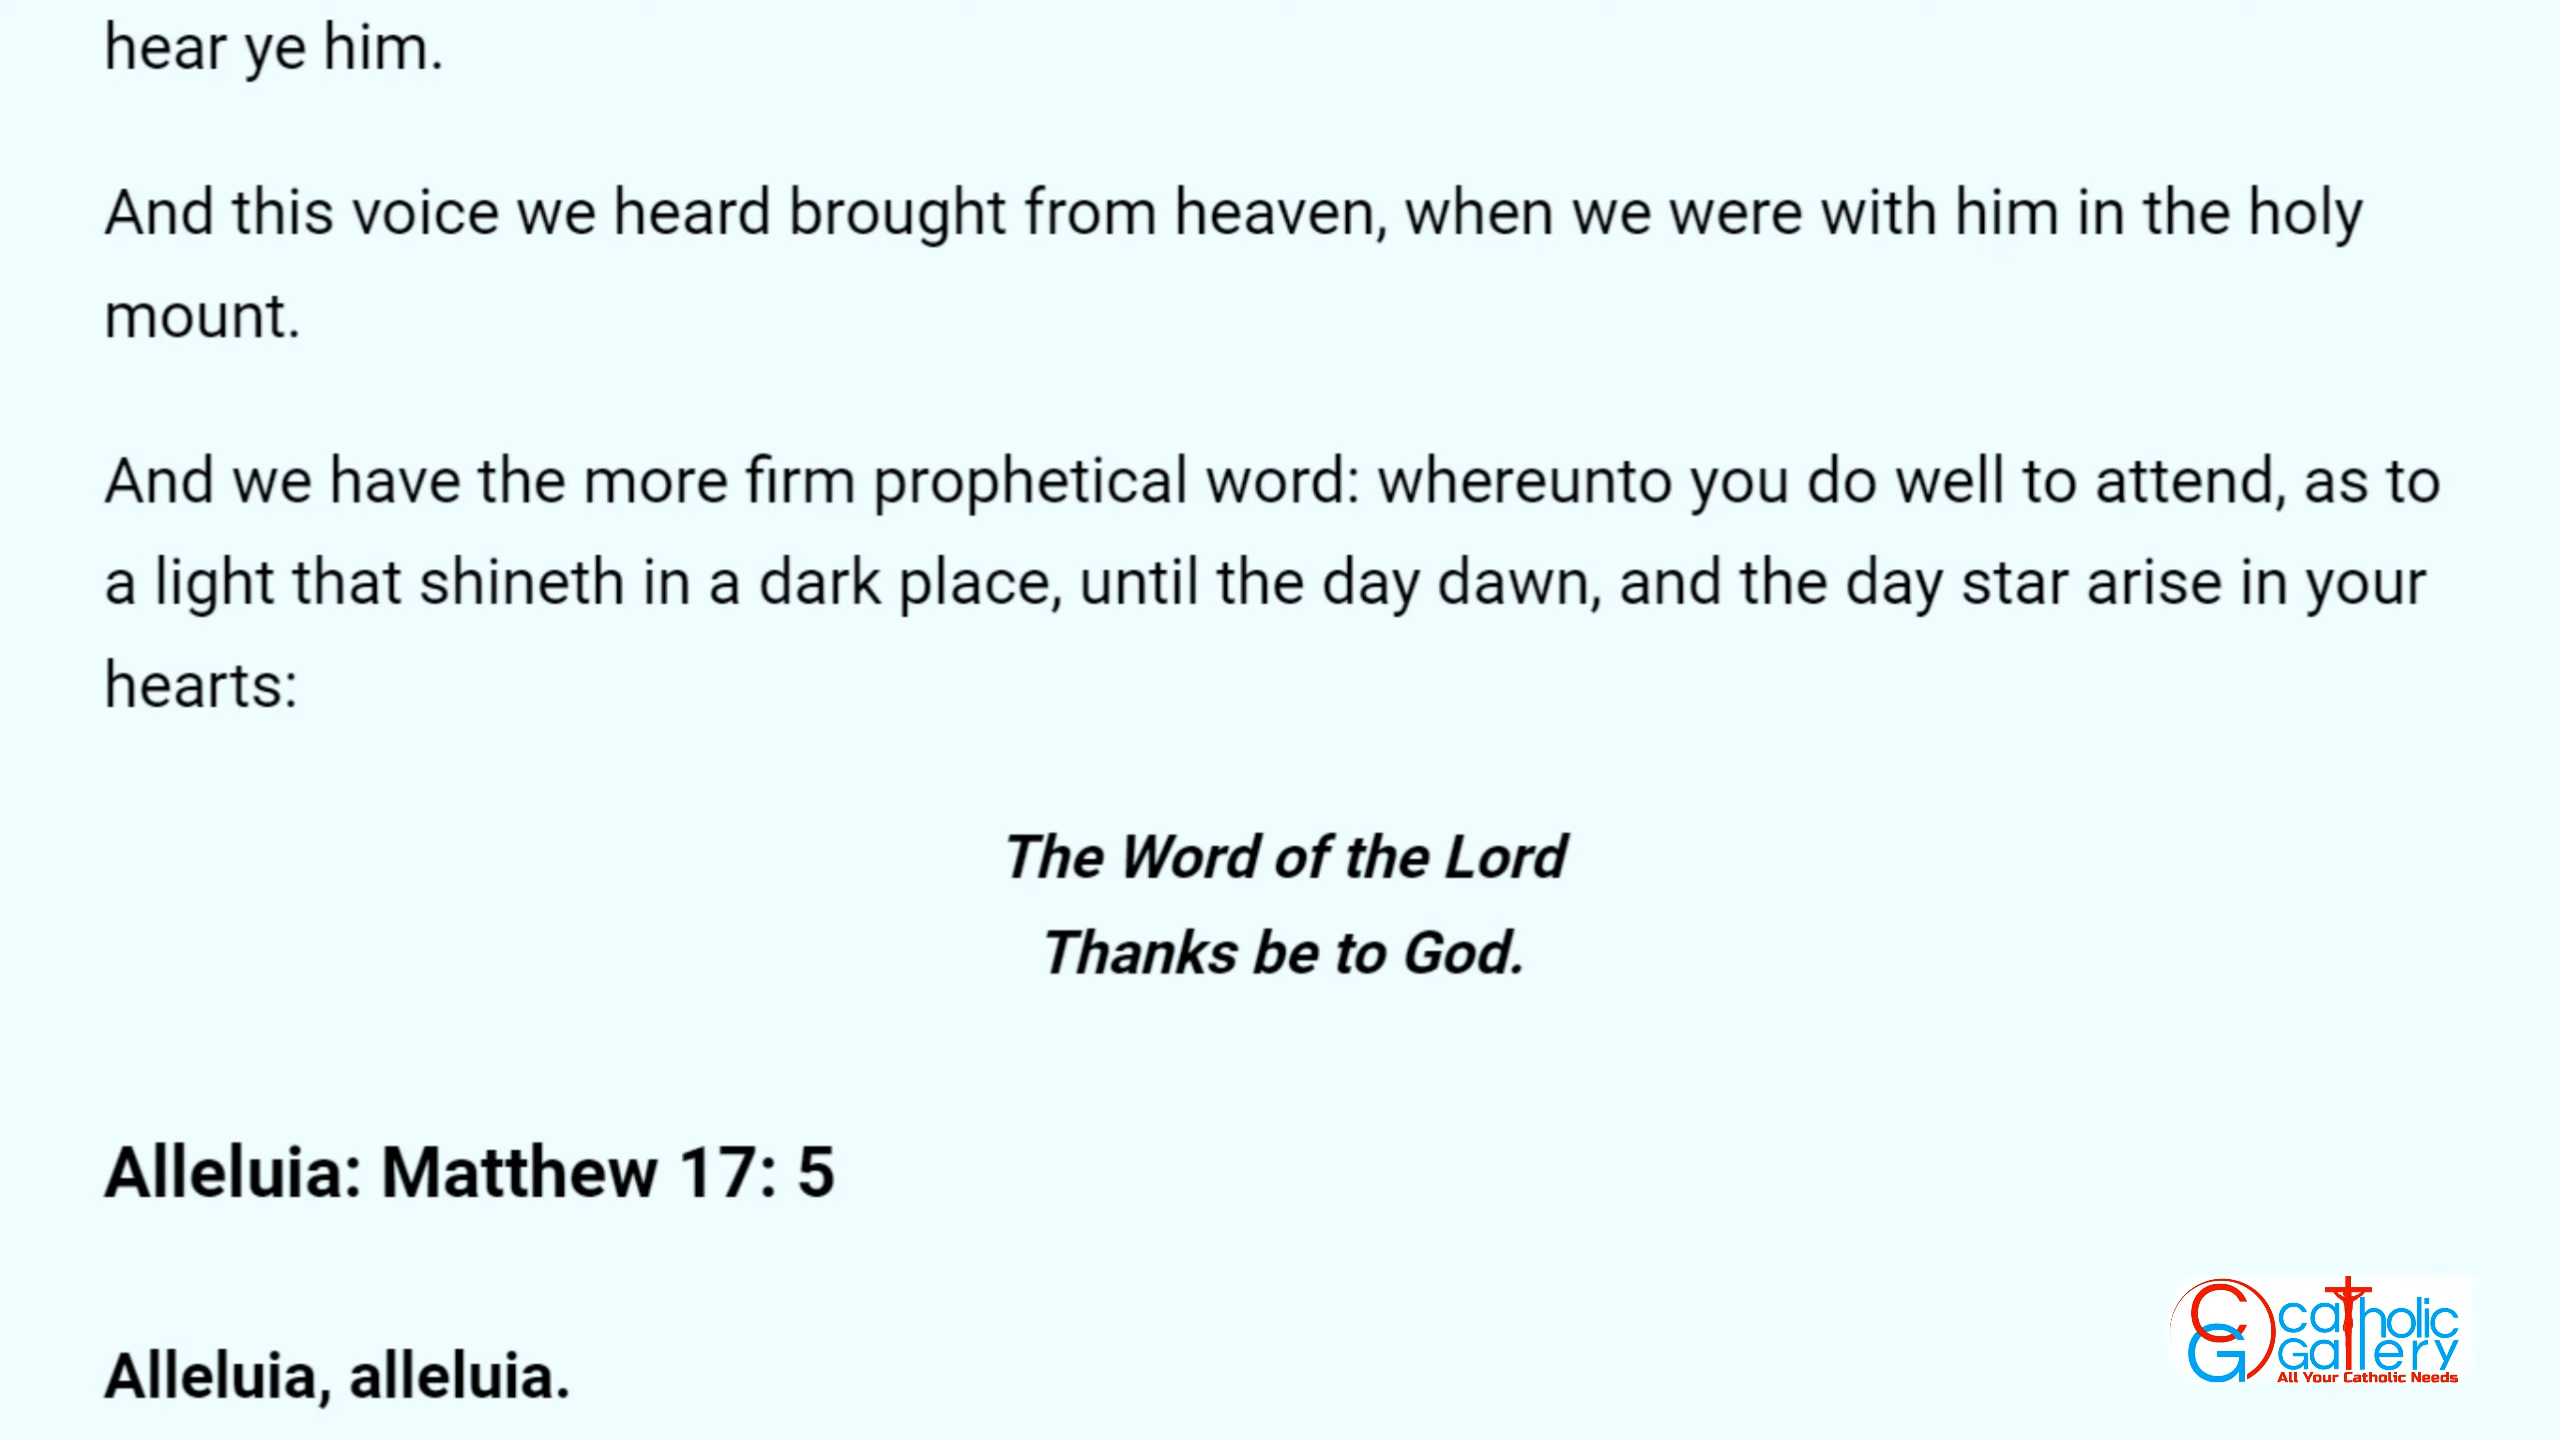 hear ye him.
And this voice we heard brought from heaven, when we were with him in the holy
mount.
And we have the more firm prophetical word: whereunto you do well to attend, as to
a light that shineth in a dark place, until the day dawn, and the day star arise in your
hearts:
The Word of the Lord
Thanks be to God.
Alleluia: Matthew 17: 5
Alleluia, alleluia.
CG
catholic
Gallery
All Your Catholic Needs